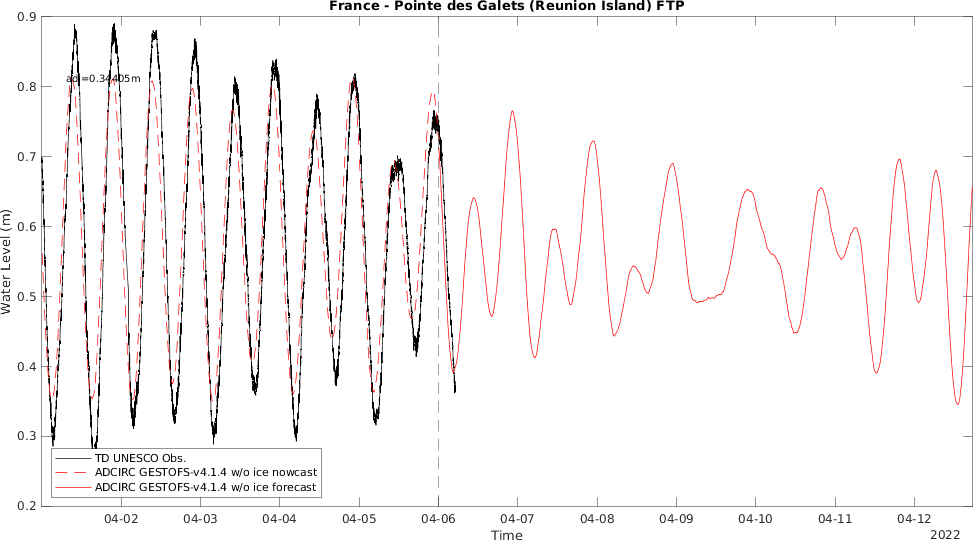 France - Pointe des Galets (Reunion Island) FTP
0.9
0.8
0.7
0.6
0.5
0.4
0.3
0.2
Water Level (m)
adj=0.34405m
TD UNESCO Obs.
ADCIRC GESTOFS-v4.1.4 w/o ice nowcast
ADCIRC GESTOFS-v4.1.4 w/o ice forecast
04-02 04-03 04-04 04-05 04-06 04-07 04-08 04-09 04-10 04-11 04-12
Time
2022